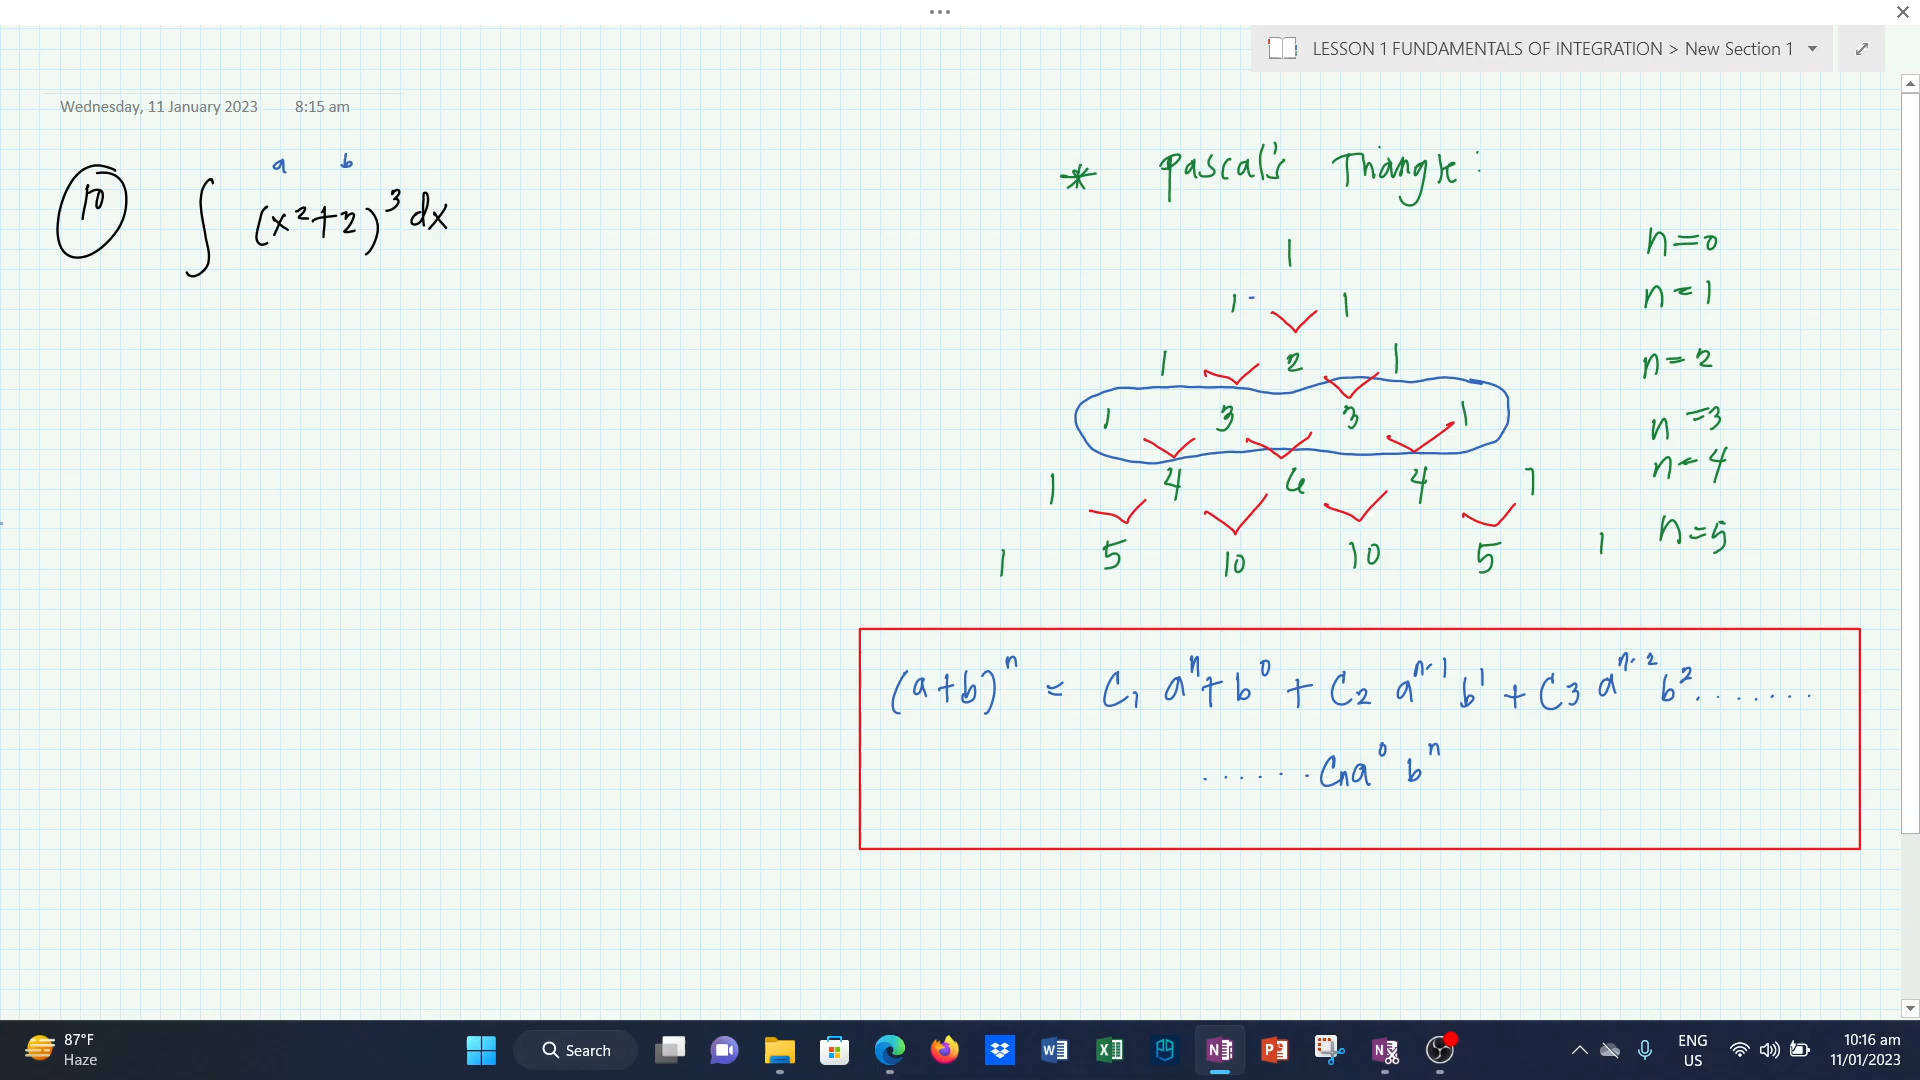 LESSON 1 FUNDAMENTALS OF INTEGRATION > New Section 1
Wednesday, 11 January 2023 8:15 am
a b
10 ∫ (x²+2)³ dx
* Pascal's Triangle:
1 n=0
1 1 n=1
1 2 1 n=2
1 3 3 1 n=3
1 4 6 4 1 n=4
1 5 10 10 5 1 n=5
(a+b)ⁿ = C₁ aⁿ + b⁰ + C₂ aⁿ⁻¹ b¹ + C3 aⁿ⁻² b² .......
...... Cₙa⁰ bⁿ
87°F
Haze
Search
ENG
US
10:16 am
11/01/2023